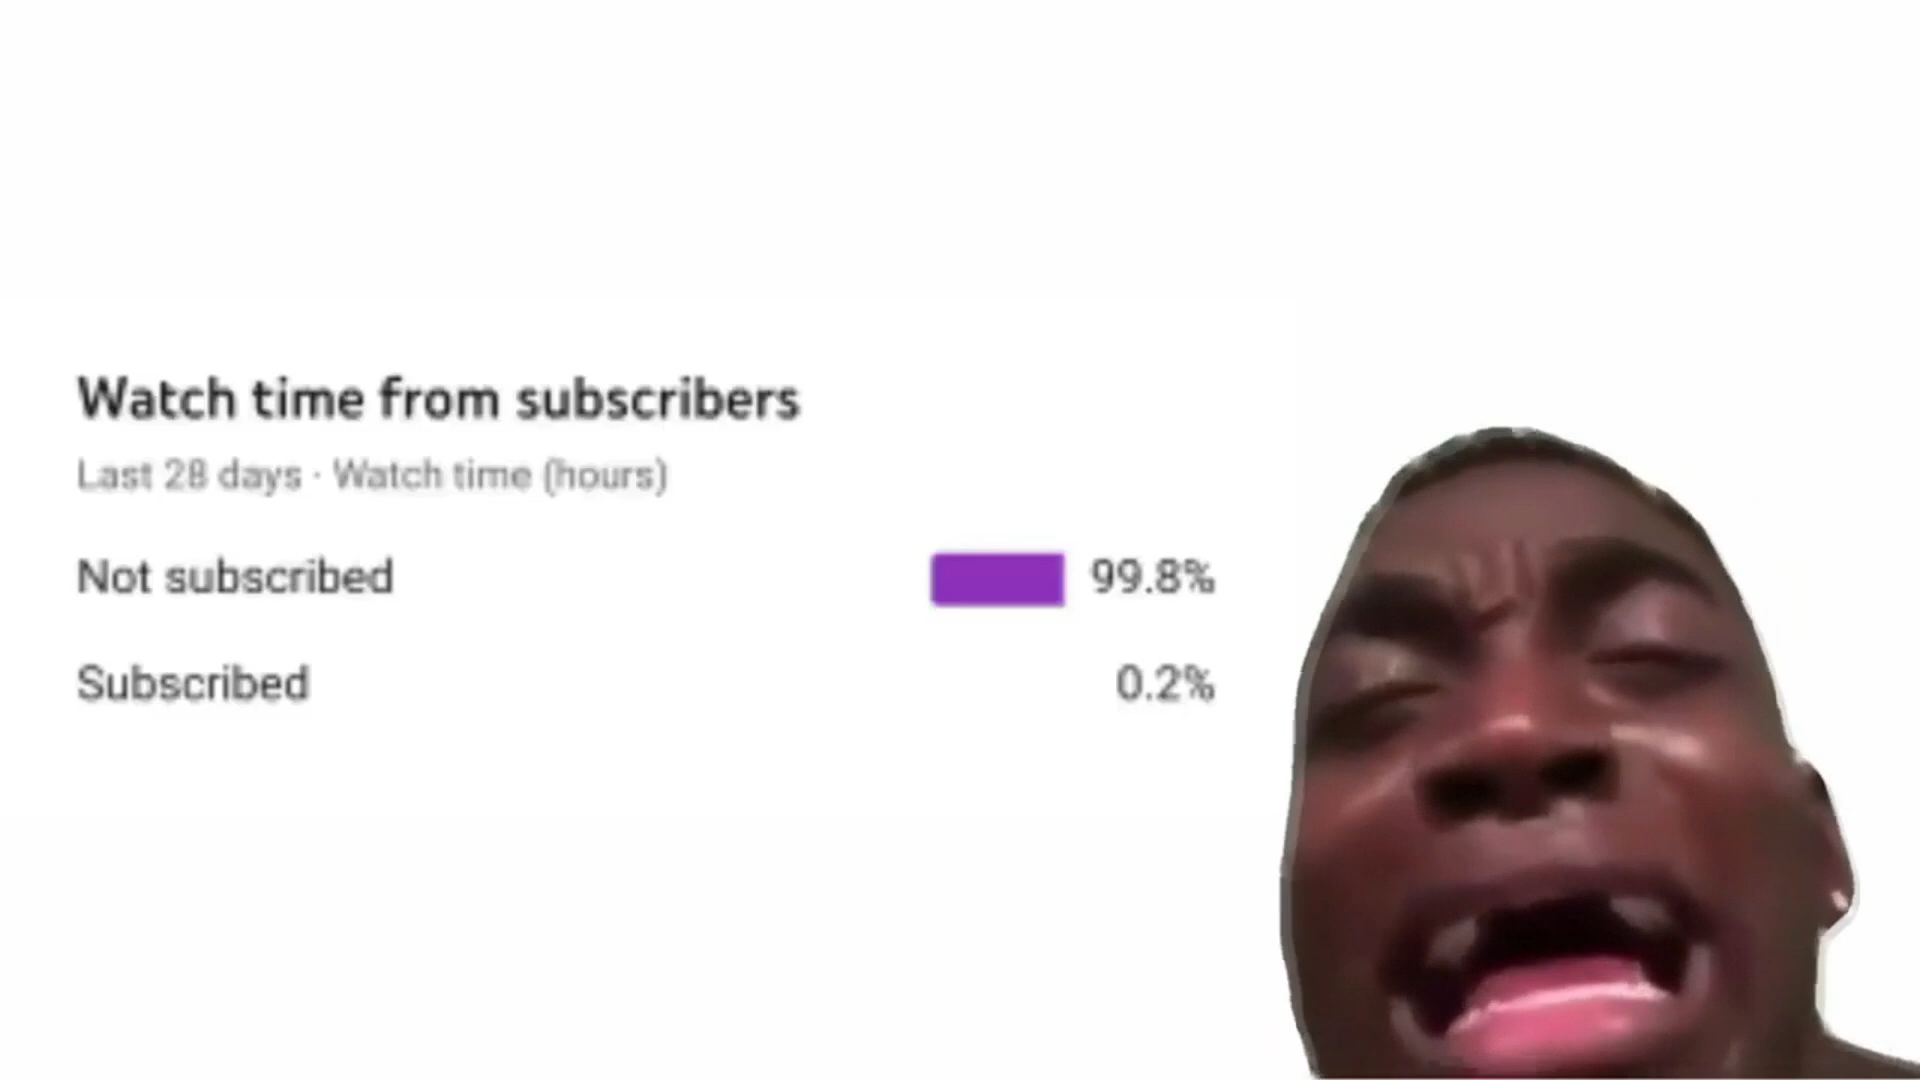 Watch time from subscribers
Last 28 days · Watch time (hours)
Not subscribed 99.8%
Subscribed 0.2%